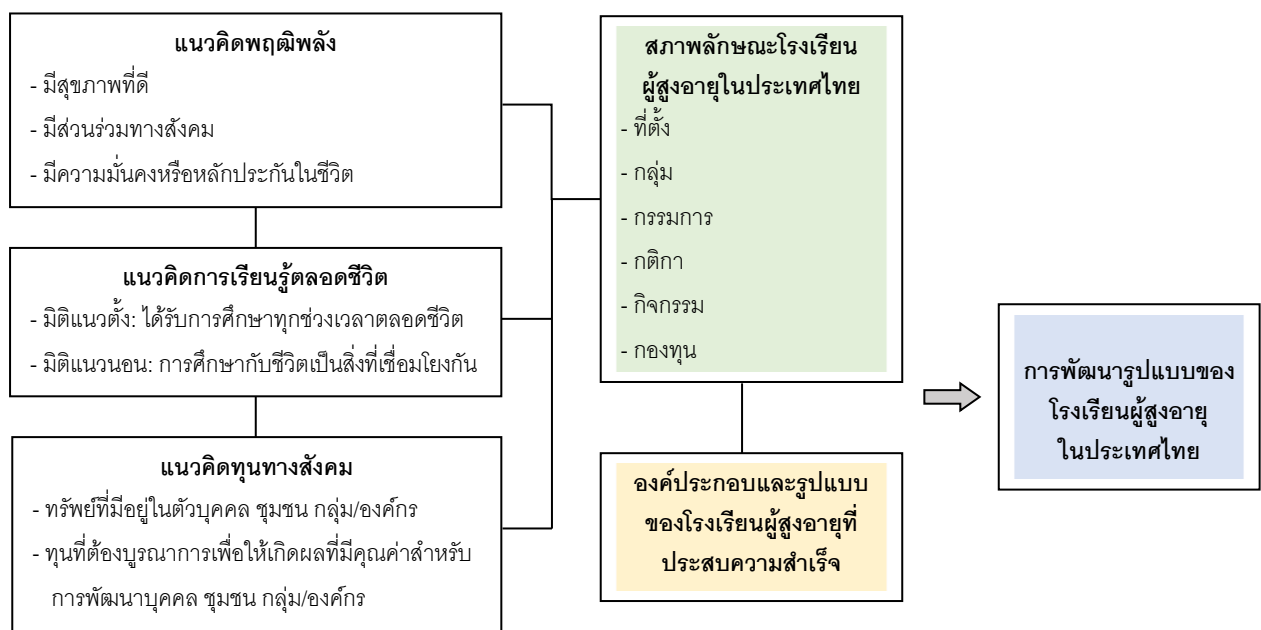 แนวคิดพฤฒิพลัง
- มีสุขภาพที่ดี
- มีส่วนร่วมทางสังคม
- มีความมั่นคงหรือหลักประกันในชีวิต
แนวคิดการเรียนรู้ตลอดชีวิต
- มิติแนวตั้ง: ได้รับการศึกษาทุกช่วงเวลาตลอดชีวิต
- มิติแนวนอน: การศึกษากับชีวิตเป็นสิ่งที่เชื่อมโยงกัน
แนวคิดทุนทางสังคม
- ทรัพย์ที่มีอยู่ในตัวบุคคล ชุมชน กลุ่ม/องค์กร
- ทุนที่ต้องบูรณาการเพื่อให้เกิดผลที่มีคุณค่าสำหรับ
การพัฒนาบุคคล ชุมชน กลุ่ม/องค์กร
สภาพลักษณะโรงเรียน
ผู้สูงอายุในประเทศไทย
- ที่ตั้ง
- กลุ่ม
- กรรมการ
- กติกา
- กิจกรรม
- กองทุน
องค์ประกอบและรูปแบบ
ของโรงเรียนผู้สูงอายุที่
ประสบความสำเร็จ
การพัฒนารูปแบบของ
โรงเรียนผู้สูงอายุ
ในประเทศไทย